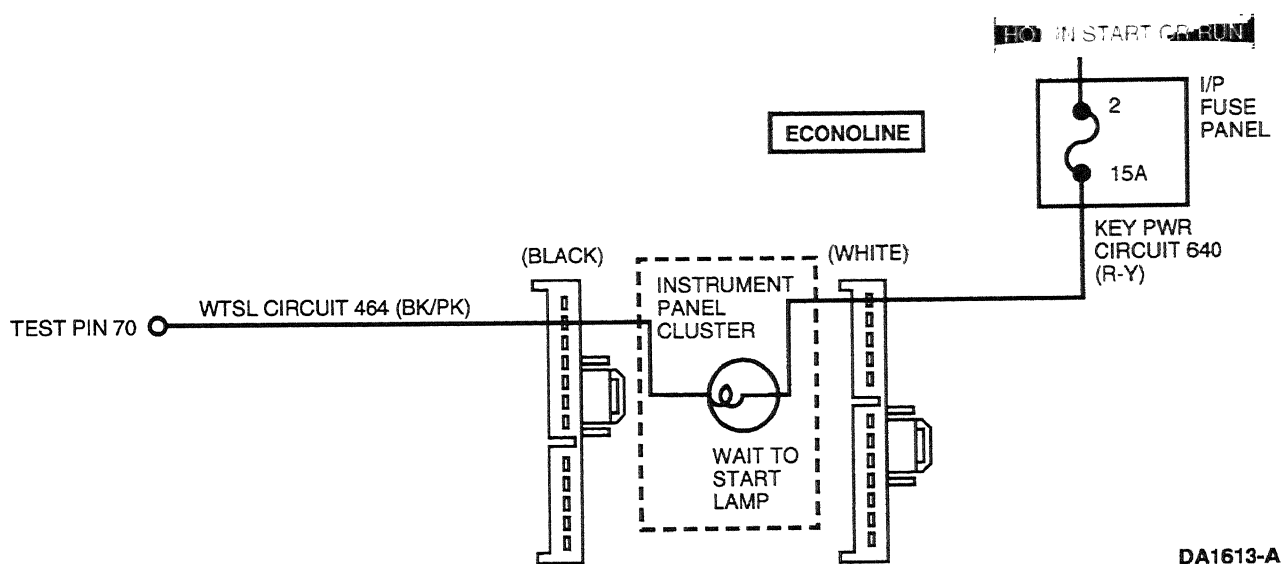 HOT IN START OR RUN
I/P
FUSE
PANEL
2
15A
ECONOLINE
KEY PWR
CIRCUIT 640
(R-Y)
(BLACK)
(WHITE)
INSTRUMENT
PANEL
CLUSTER
WTSL CIRCUIT 464 (BK/PK)
TEST PIN 70
WAIT TO
START
LAMP
DA1613-A